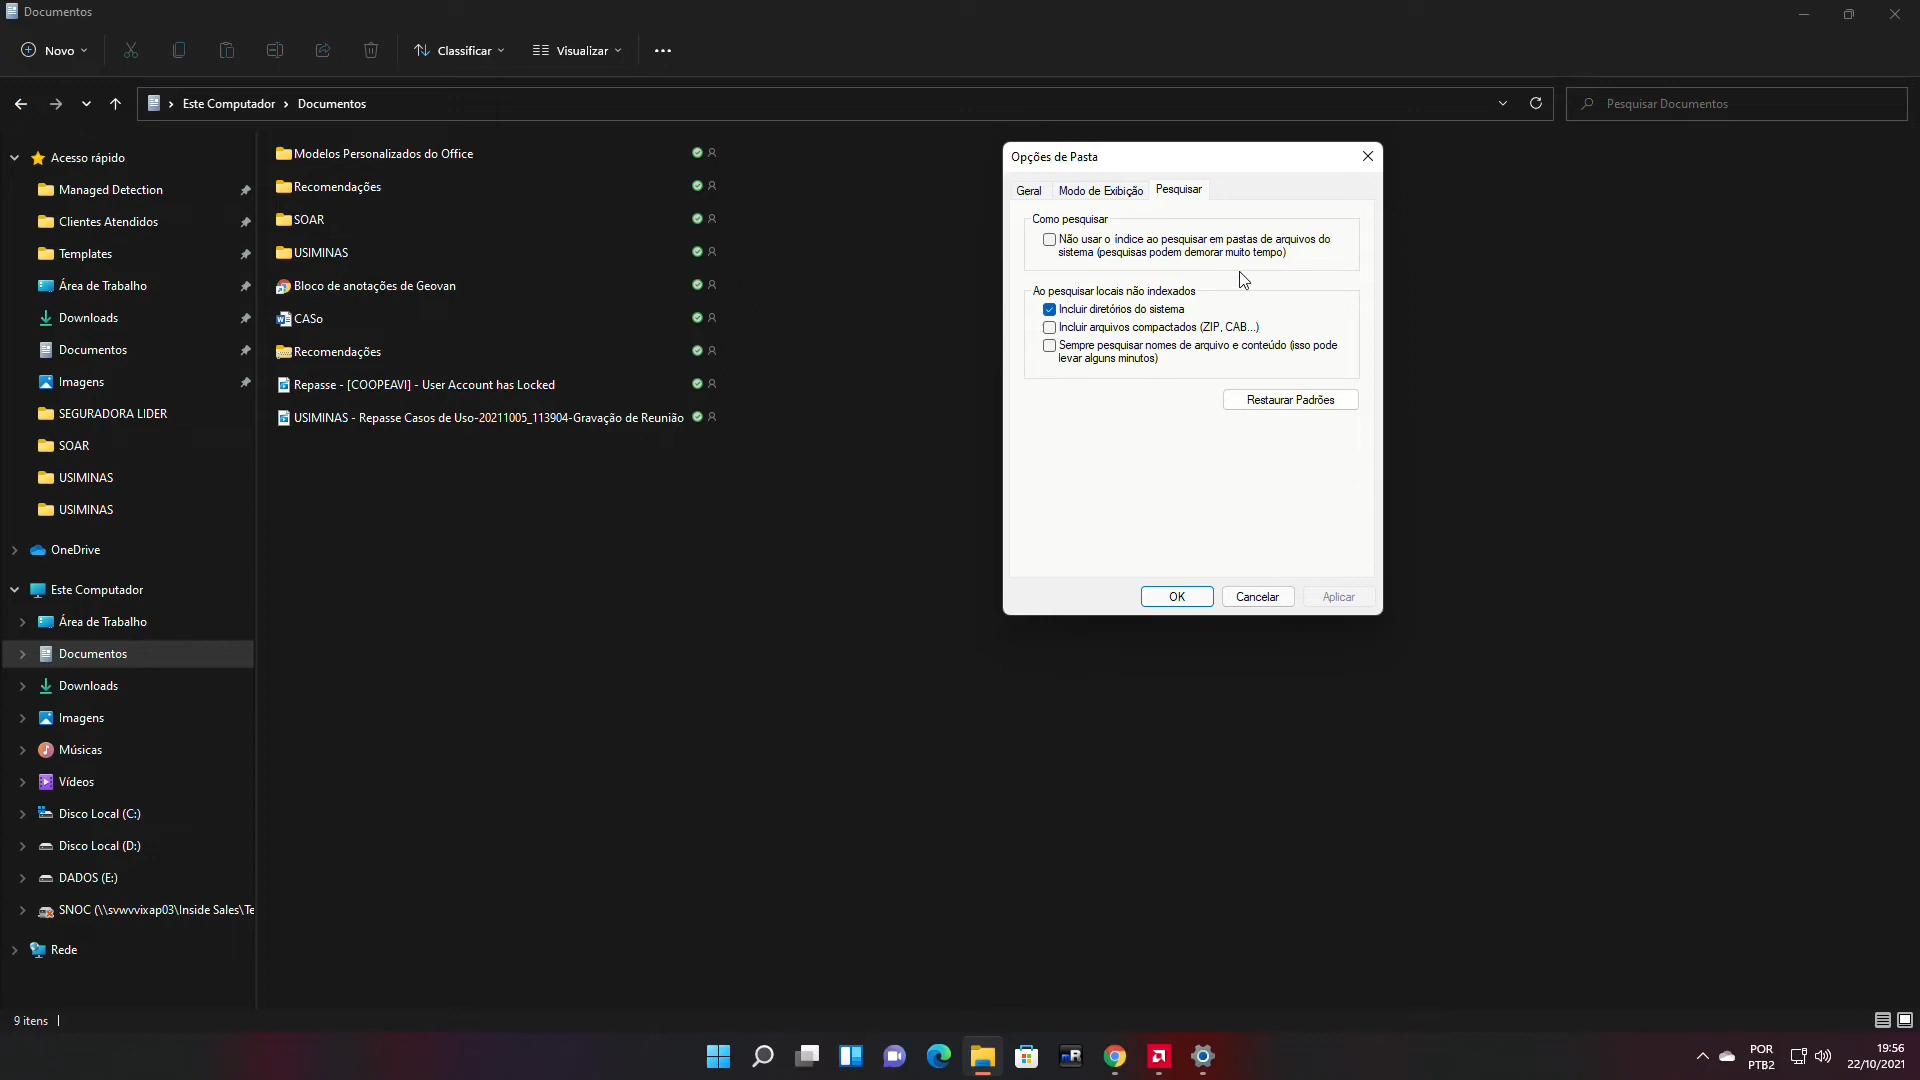 Documentos
Novo
Classificar
Visualizar
Este Computador
Documentos
Pesquisar Documentos
Acesso rápido
Managed Detection
Clientes Atendidos
Templates
Área de Trabalho
Downloads
Documentos
Imagens
SEGURADORA LIDER
SOAR
USIMINAS
USIMINAS
OneDrive
Este Computador
Área de Trabalho
Documentos
Downloads
Imagens
Músicas
Vídeos
Disco Local (C:)
Disco Local (D:)
DADOS (E:)
SNOC (\\svwvvixap03\Inside Sales\Te
Rede
Modelos Personalizados do Office
Recomendações
SOAR
USIMINAS
Bloco de anotações de Geovan
CASo
Recomendações
Repasse - [COOPEAVI] - User Account has Locked
USIMINAS - Repasse Casos de Uso-20211005_113904-Gravação de Reunião
Opções de Pasta
Geral
Modo de Exibição
Pesquisar
Como pesquisar
Não usar o índice ao pesquisar em pastas de arquivos do
sistema (pesquisas podem demorar muito tempo)
Ao pesquisar locais não indexados
Incluir diretórios do sistema
Incluir arquivos compactados (ZIP, CAB...)
Sempre pesquisar nomes de arquivo e conteúdo (isso pode
levar alguns minutos)
Restaurar Padrões
OK
Cancelar
Aplicar
9 itens
nR
POR
PTB2
19:56
22/10/2021